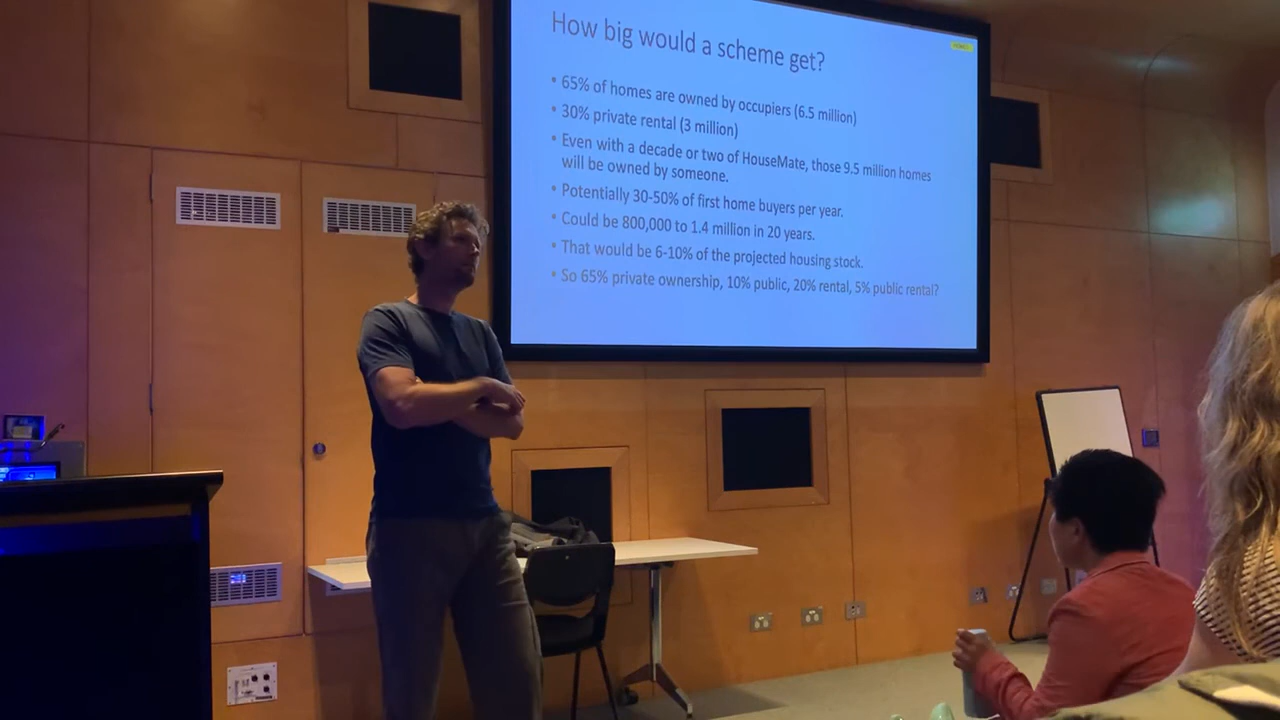 How big would a scheme get?
• 65% of homes are owned by occupiers (6.5 million)
• 30% private rental (3 million)
• Even with a decade or two of HouseMate, those 9.5 million homes
will be owned by someone.
• Potentially 30-50% of first home buyers per year.
• Could be 800,000 to 1.4 million in 20 years.
• That would be 6-10% of the projected housing stock.
• So 65% private ownership, 10% public, 20% rental, 5% public rental?